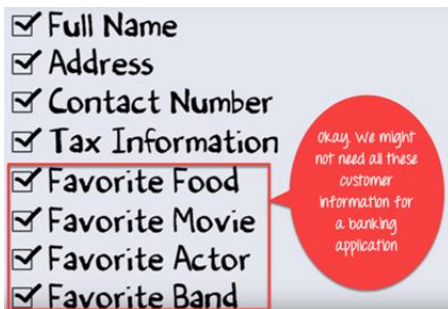 Full Name
Address
Contact Number
Tax Information
Favorite Food
Favorite Movie
Favorite Actor
Favorite Band
Okay. We might
not need all these
customer
information for
a banking
application